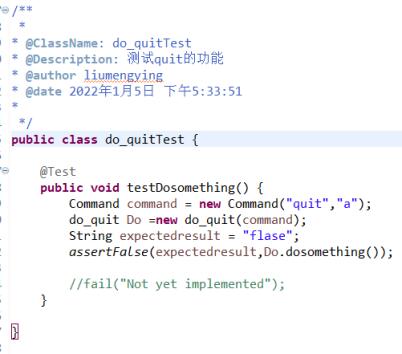 /**
*
* @ClassName: do_quitTest
* @Description: 测试quit的功能
* @author liumengying
* @date 2022年1月5日 下午5:33:51
*
*/
public class do_quitTest {
@Test
public void testDosomething() {
Command command = new Command("quit","a");
do_quit Do =new do_quit(command);
String expectedresult = "flase";
assertFalse(expectedresult,Do.dosomething());
//fail("Not yet implemented");
}
}